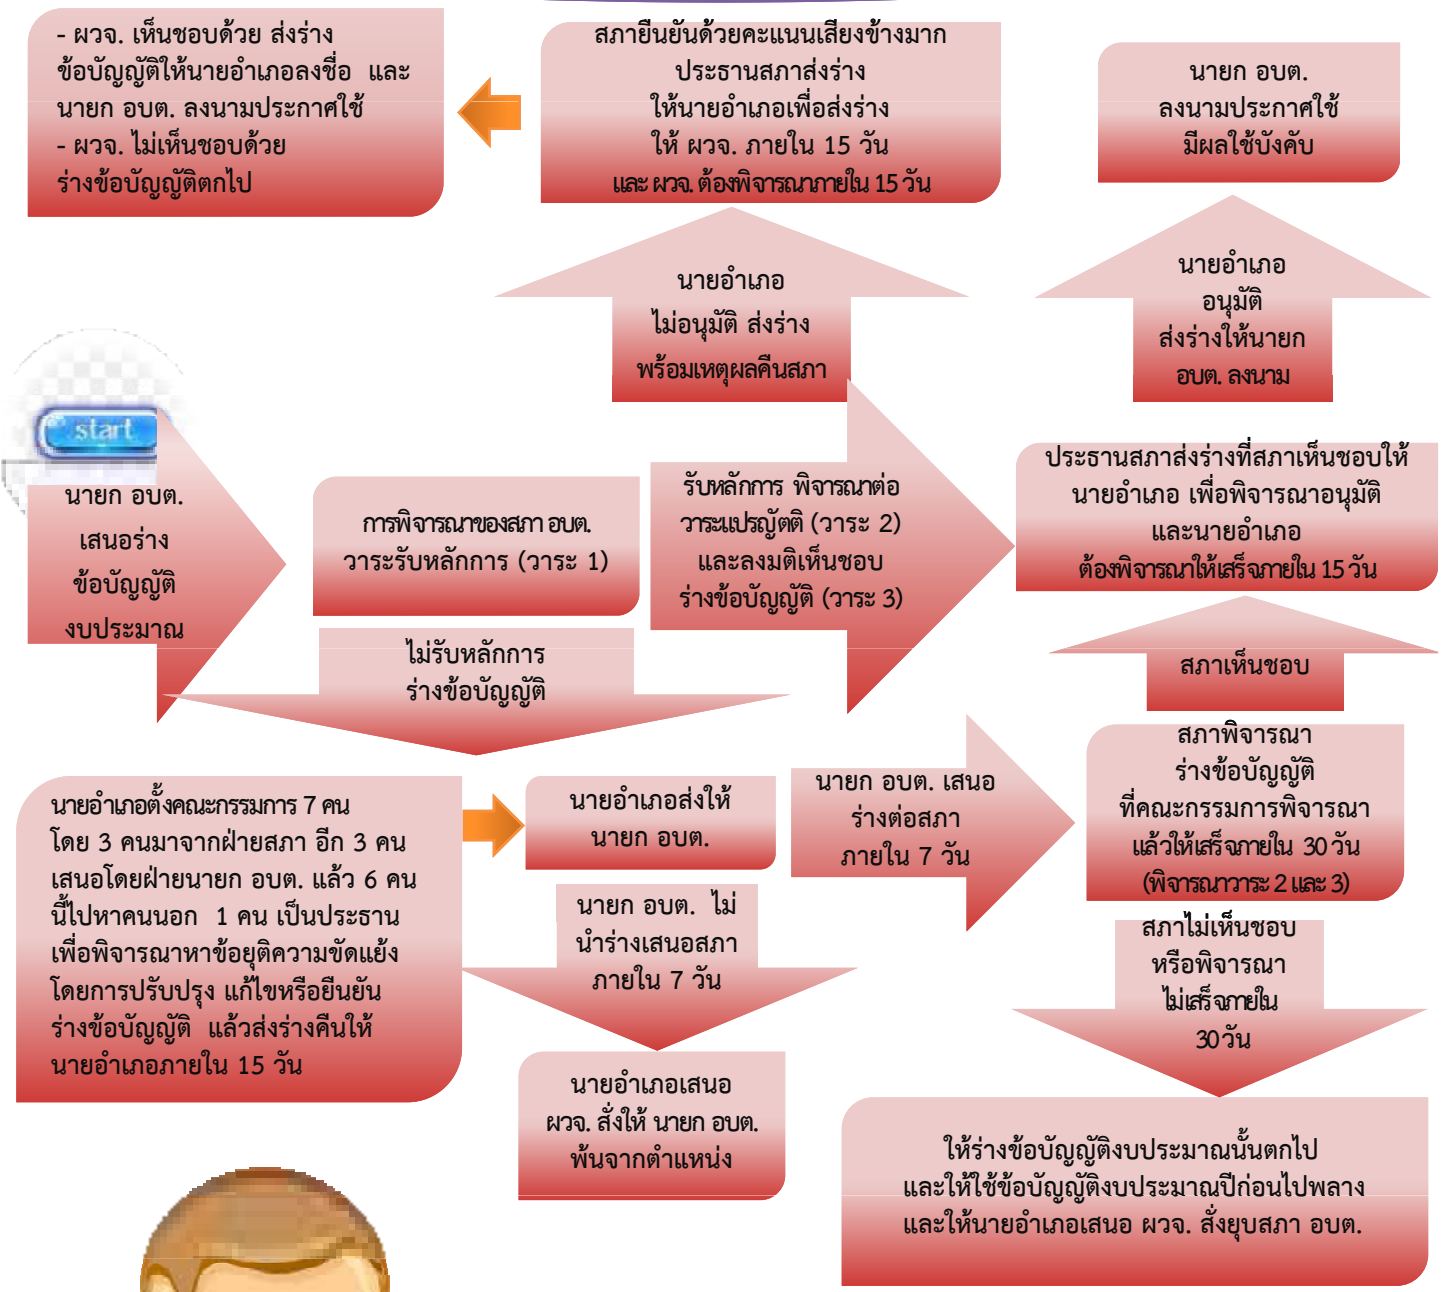 - ผวจ. เห็นชอบด้วย ส่งร่าง
ข้อบัญญัติให้นายอำเภอลงชื่อ และ
นายก อบต. ลงนามประกาศใช้
- ผวจ. ไม่เห็นชอบด้วย
ร่างข้อบัญญัติตกไป
สภายืนยันด้วยคะแนนเสียงข้างมาก
ประธานสภาส่งร่าง
ให้นายอำเภอเพื่อส่งร่าง
ให้ ผวจ. ภายใน 15 วัน
และ ผวจ. ต้องพิจารณาภายใน 15 วัน
นายก อบต.
ลงนามประกาศใช้
มีผลใช้บังคับ
นายอำเภอ
ไม่อนุมัติ ส่งร่าง
พร้อมเหตุผลคืนสภา
นายอำเภอ
อนุมัติ
ส่งร่างให้นายก
อบต. ลงนาม
start
นายก อบต.
เสนอร่าง
ข้อบัญญัติ
งบประมาณ
การพิจารณาของสภา อบต.
วาระรับหลักการ (วาระ 1)
รับหลักการ พิจารณาต่อ
วาระแปรญัตติ (วาระ 2)
และลงมติเห็นชอบ
ร่างข้อบัญญัติ (วาระ 3)
ประธานสภาส่งร่างที่สภาเห็นชอบให้
นายอำเภอ เพื่อพิจารณาอนุมัติ
และนายอำเภอ
ต้องพิจารณาให้เสร็จภายใน 15 วัน
ไม่รับหลักการ
ร่างข้อบัญญัติ
สภาเห็นชอบ
นายอำเภอตั้งคณะกรรมการ 7 คน
โดย 3 คนมาจากฝ่ายสภา อีก 3 คน
เสนอโดยฝ่ายนายก อบต. แล้ว 6 คน
นี้ไปหาคนนอก 1 คน เป็นประธาน
เพื่อพิจารณาหาข้อยุติความขัดแย้ง
โดยการปรับปรุง แก้ไขหรือยืนยัน
ร่างข้อบัญญัติ แล้วส่งร่างคืนให้
นายอำเภอภายใน 15 วัน
นายอำเภอส่งให้
นายก อบต.
นายก อบต. เสนอ
ร่างต่อสภา
ภายใน 7 วัน
สภาพิจารณา
ร่างข้อบัญญัติ
ที่คณะกรรมการพิจารณา
แล้วให้เสร็จภายใน 30 วัน
(พิจารณาวาระ 2 และ 3)
นายก อบต. ไม่
นำร่างเสนอสภา
ภายใน 7 วัน
สภาไม่เห็นชอบ
หรือพิจารณา
ไม่เสร็จภายใน
30 วัน
นายอำเภอเสนอ
ผวจ. สั่งให้ นายก อบต.
พ้นจากตำแหน่ง
ให้ร่างข้อบัญญัติงบประมาณนั้นตกไป
และให้ใช้ข้อบัญญัติงบประมาณปีก่อนไปพลาง
และให้นายอำเภอเสนอ ผวจ. สั่งยุบสภา อบต.